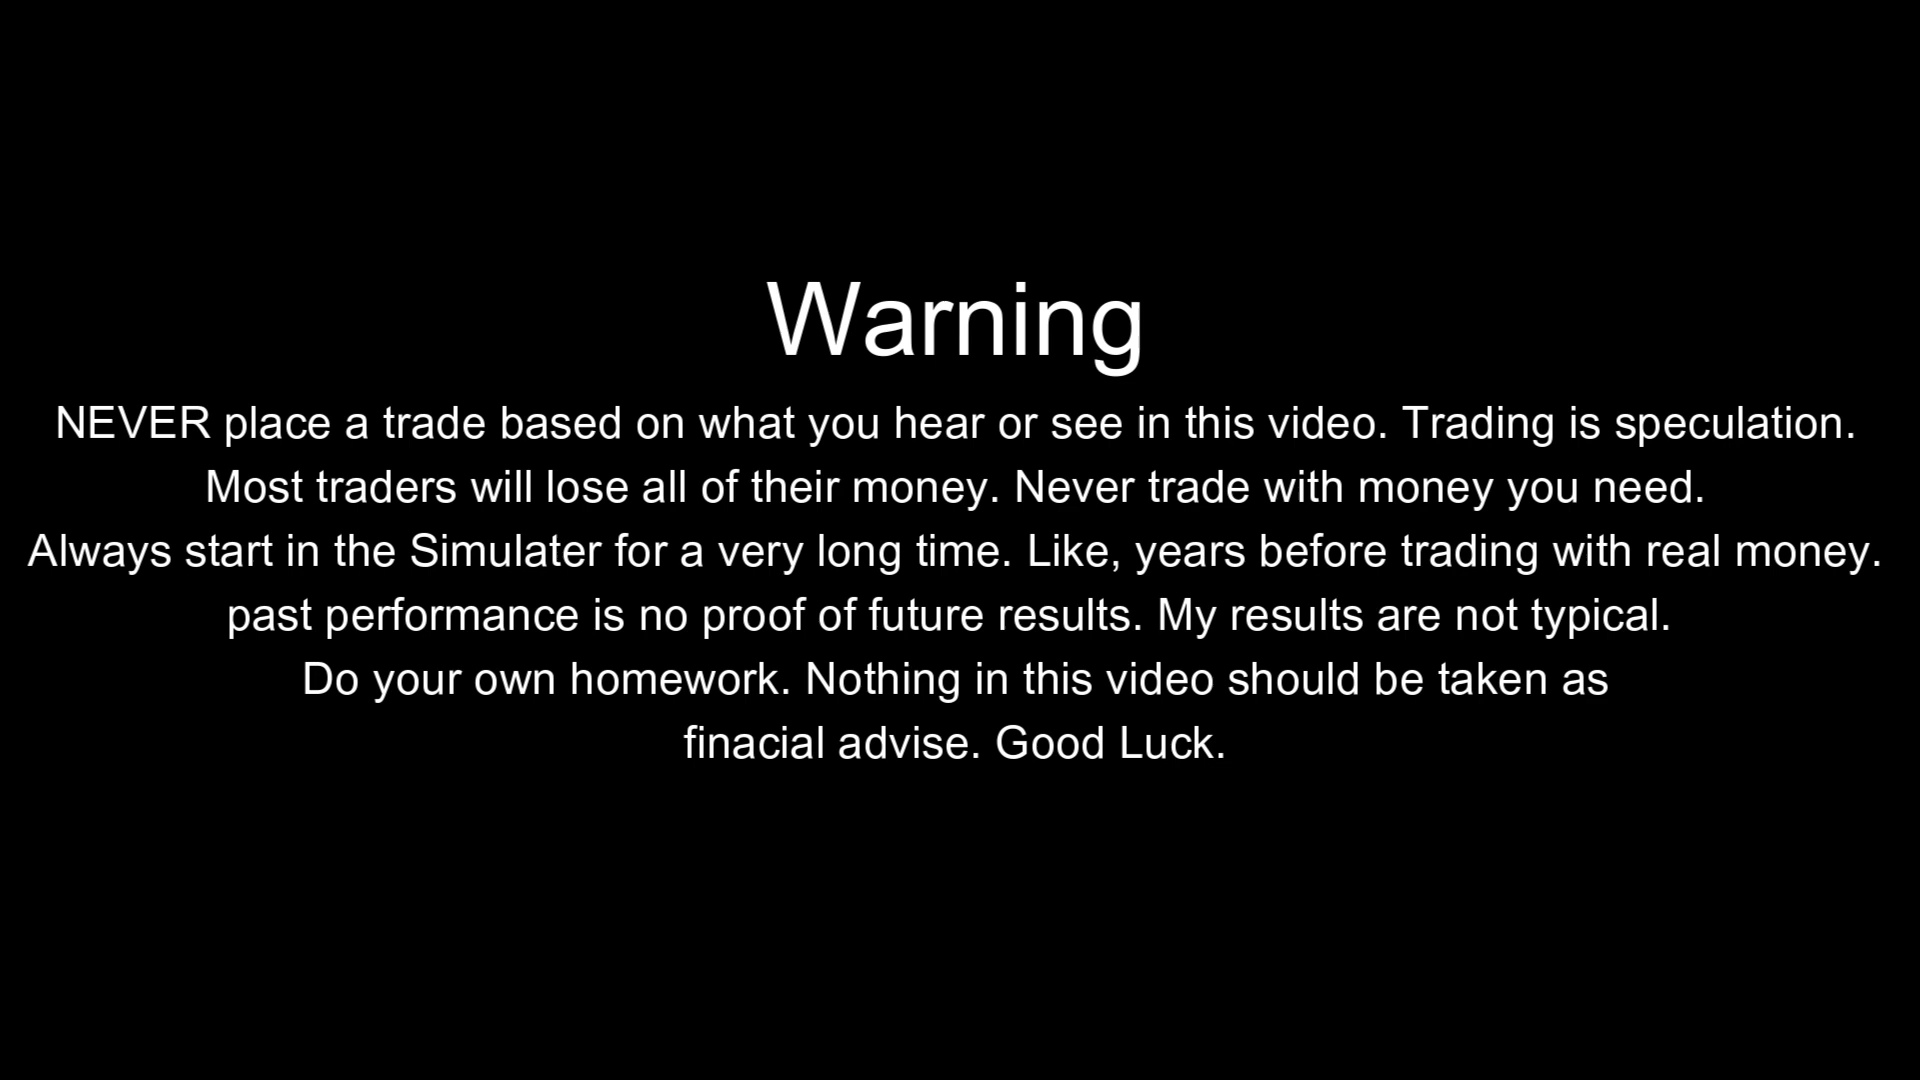 Warning
NEVER place a trade based on what you hear or see in this video. Trading is speculation.
Most traders will lose all of their money. Never trade with money you need.
Always start in the Simulater for a very long time. Like, years before trading with real money.
past performance is no proof of future results. My results are not typical.
Do your own homework. Nothing in this video should be taken as
finacial advise. Good Luck.